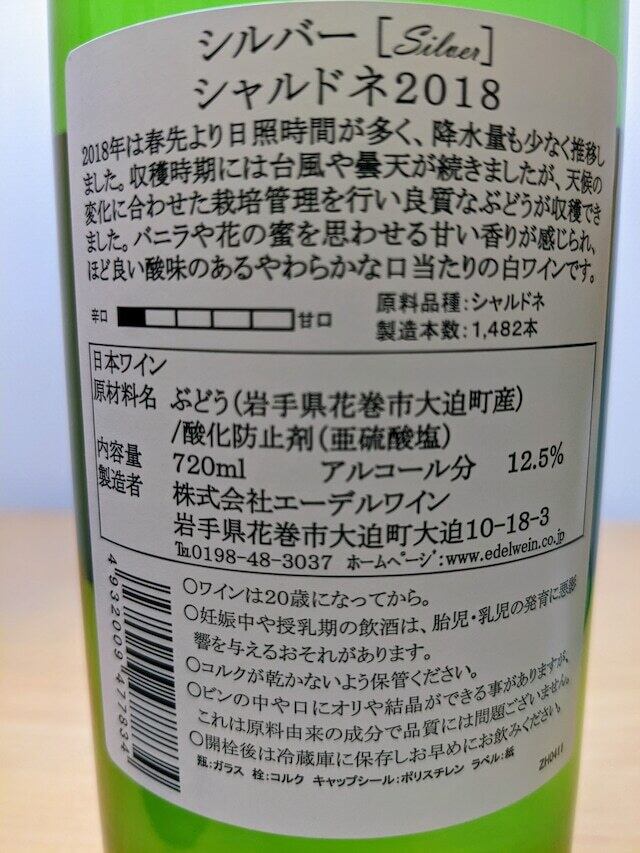 シルバー [Silver]
シャルドネ2018
2018年は春先より日照時間が多く、降水量も少なく推移し
ました。収穫時期には台風や曇天が続きましたが、天候の
変化に合わせた栽培管理を行い良質なぶどうが収穫でき
ました。バニラや花の蜜を思わせる甘い香りが感じられ、
ほど良い酸味のあるやわらかな口当たりの白ワインです。
辛口 甘口
原料品種:シャルドネ
製造本数:1,482本
日本ワイン
原材料名 ぶどう(岩手県花巻市大迫町産)
/酸化防止剤(亜硫酸塩)
内容量 720ml アルコール分 12.5%
製造者 株式会社エーデルワイン
岩手県花巻市大迫町大迫10-18-3
℡0198-48-3037 ホームページ:www.edelwein.co.jp
○ワインは20歳になってから。
○妊娠中や授乳期の飲酒は、胎児・乳児の発育に悪影
響を与えるおそれがあります。
○コルクが乾かないよう保管ください。
○ビンの中や口にオリや結晶ができる事がありますが、
これは原料由来の成分で品質には問題ございません。
○開栓後は冷蔵庫に保存しお早めにお飲みください。
瓶:ガラス 栓:コルク キャップシール:ポリスチレン ラベル:紙
ZH0411
4932009477834